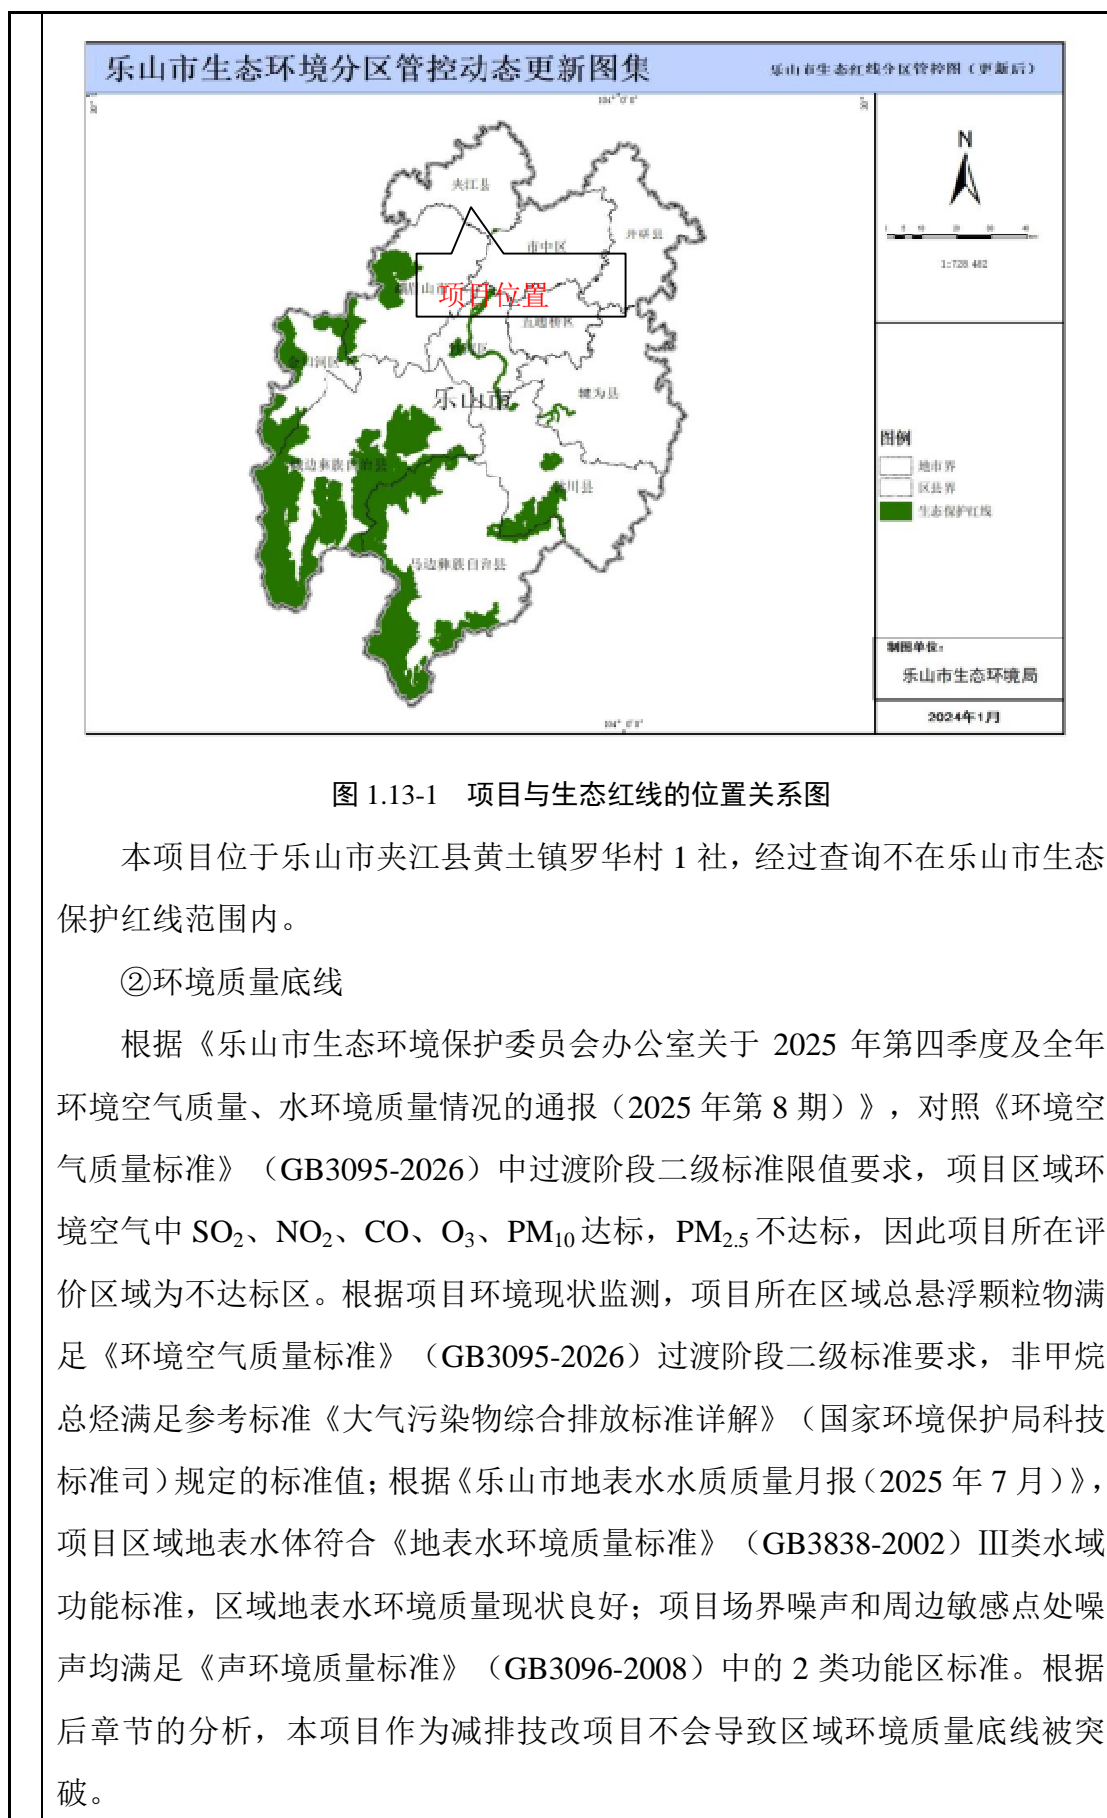 乐山市生态环境分区管控动态更新图集
乐山市生态红线分区管控图（更新后）
104° 0′0″
N
夹江县
井研县
市中区
1:728 482
项目位置
五通桥区
乐山市
犍为县
图例
地市界
区县界
生态保护红线
马边彝族自治县
制图单位：
乐山市生态环境局
104° 0′0″
2024年1月
图 1.13-1 项目与生态红线的位置关系图
本项目位于乐山市夹江县黄土镇罗华村 1 社，经过查询不在乐山市生态
保护红线范围内。
②环境质量底线
根据《乐山市生态环境保护委员会办公室关于 2025 年第四季度及全年
环境空气质量、水环境质量情况的通报（2025 年第 8 期）》，对照《环境空
气质量标准》（GB3095-2026）中过渡阶段二级标准限值要求，项目区域环
境空气中 SO₂、NO₂、CO、O₃、PM₁₀ 达标，PM₂.₅ 不达标，因此项目所在评
价区域为不达标区。根据项目环境现状监测，项目所在区域总悬浮颗粒物满
足《环境空气质量标准》（GB3095-2026）过渡阶段二级标准要求，非甲烷
总烃满足参考标准《大气污染物综合排放标准详解》（国家环境保护局科技
标准司）规定的标准值；根据《乐山市地表水水质质量月报（2025 年 7 月）》，
项目区域地表水体符合《地表水环境质量标准》（GB3838-2002）Ⅲ类水域
功能标准，区域地表水环境质量现状良好；项目场界噪声和周边敏感点处噪
声均满足《声环境质量标准》（GB3096-2008）中的 2 类功能区标准。根据
后章节的分析，本项目作为减排技改项目不会导致区域环境质量底线被突
破。